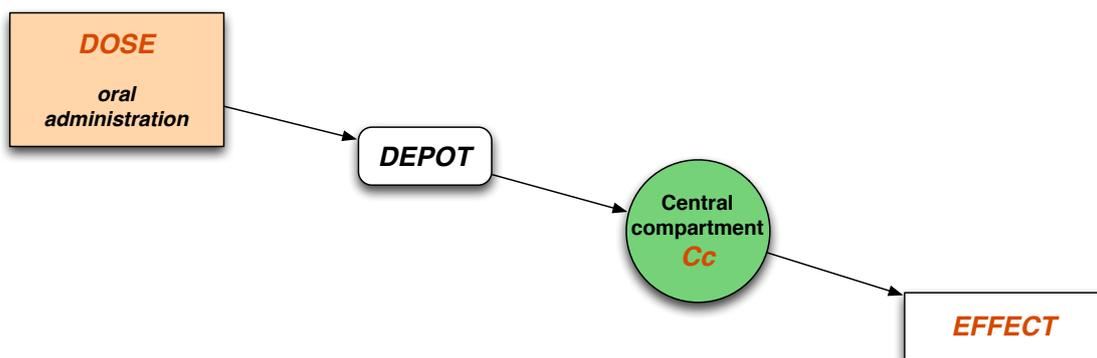 DOSE
oral
administration
DEPOT
Central
compartment
Cc
EFFECT